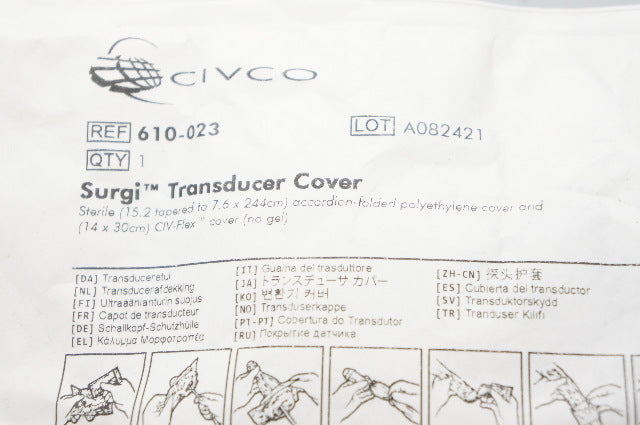 CIVCO
REF 610-023
LOT A082421
QTY 1
Surgi™ Transducer Cover
Sterile (15.2 tapered to 7.6 x 244cm) accordion-folded polyethylene cover and
(14 x 30cm) CIV-Flex™ cover (no gel)
[DA] Transduceretui
[NL] Transducerafdekking
[FI] Ultraäänianturin suojus
[FR] Capot de transducteur
[DE] Schallkopf-Schutzhülle
[EL] Κάλυμμα Μορφοτροπέα
[IT] Guaina del trasduttore
[JA] トランスデューサ カバー
[KO] 변환기 커버
[NO] Transduserkappe
[PT-PT] Cobertura do Transdutor
[RU] Покрытие датчика
[ZH-CN] 探头护套
[ES] Cubierta del transductor
[SV] Transduktorskydd
[TR] Tranduser Kilifi